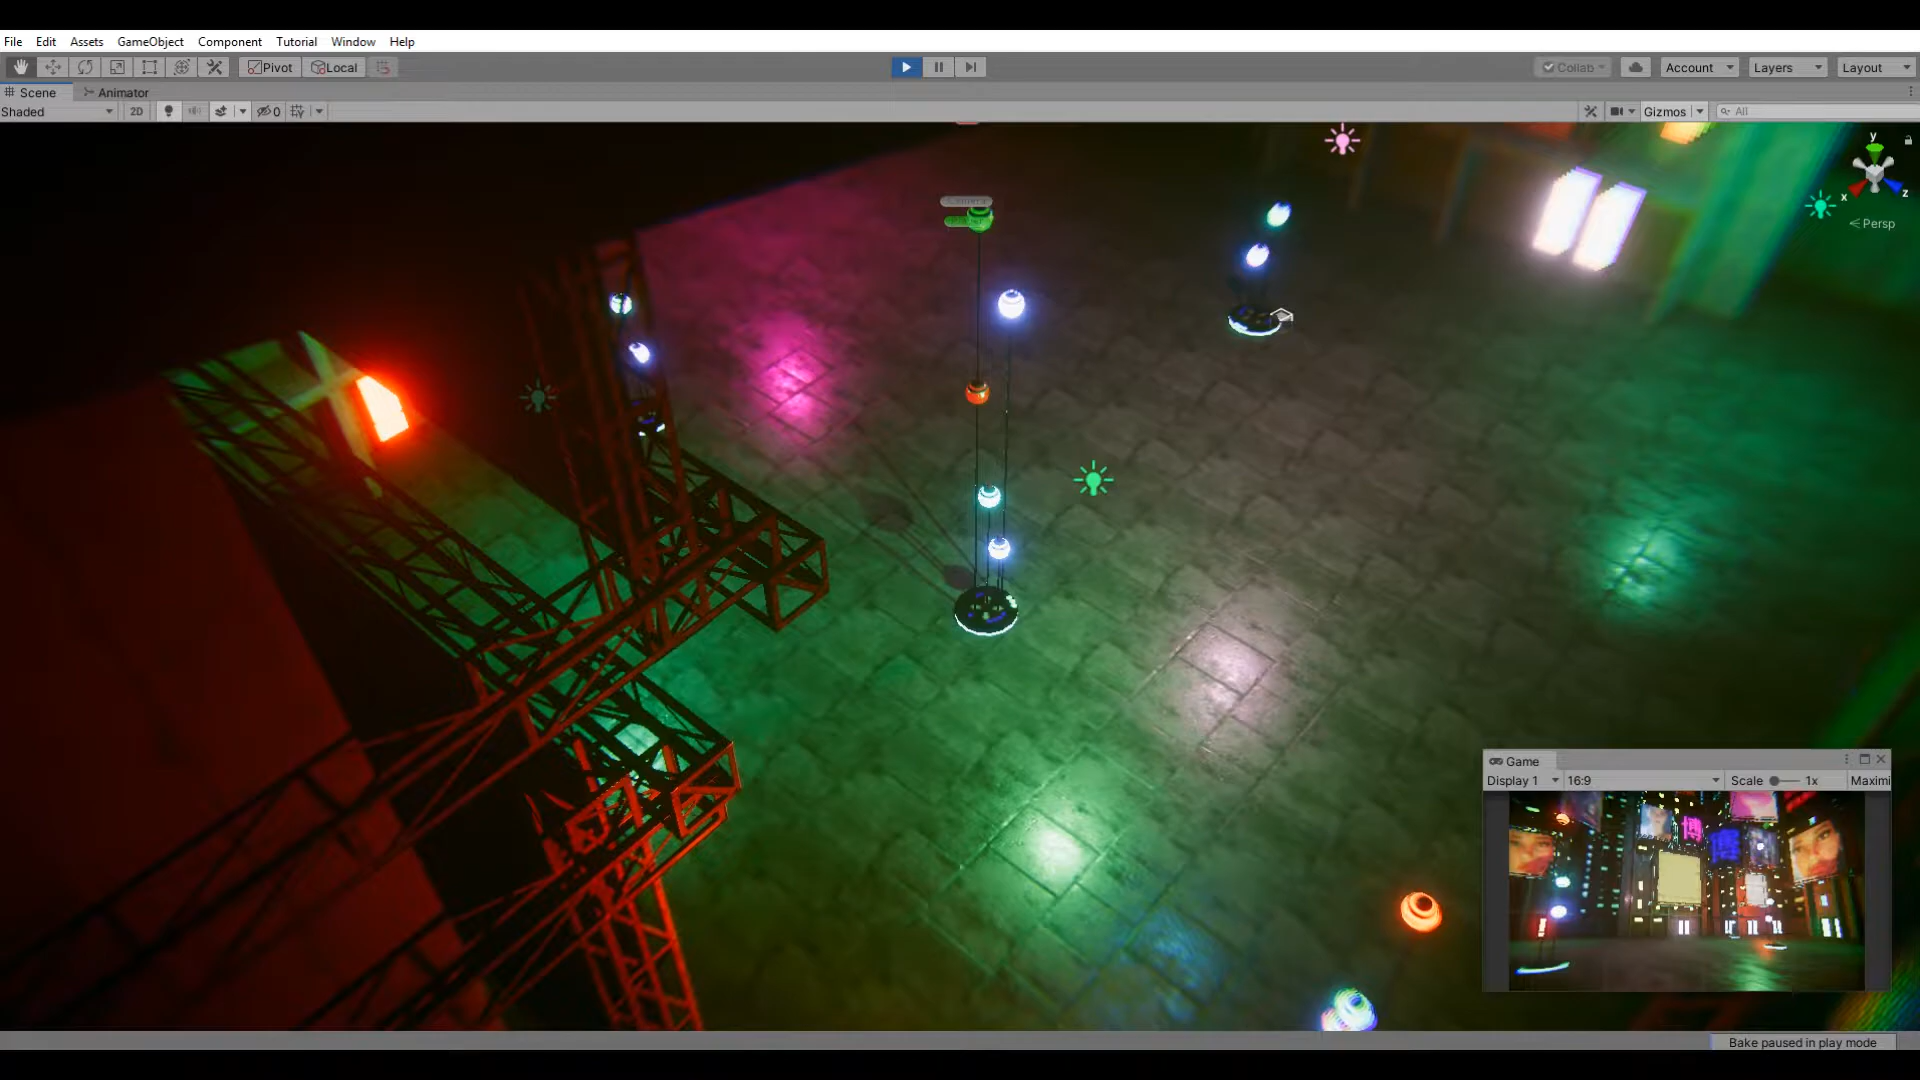 File Edit Assets GameObject Component Tutorial Window Help
Pivot Local Collab Account Layers Layout
Scene Animator
Shaded 2D 0 Gizmos All
y
x z
Persp
Game
Display 1 16:9 Scale 1x Maximi
Bake paused in play mode